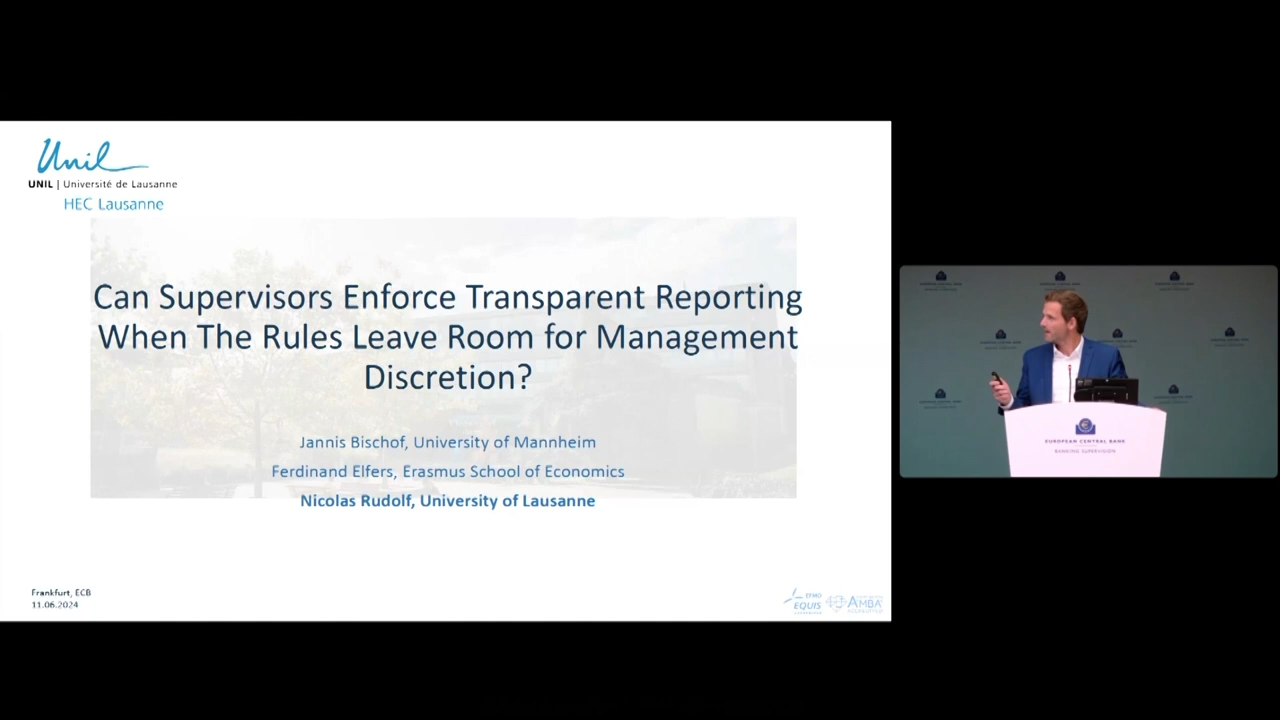 Unil
UNIL | Université de Lausanne
HEC Lausanne
Can Supervisors Enforce Transparent Reporting
When The Rules Leave Room for Management
Discretion?
Jannis Bischof, University of Mannheim
Ferdinand Elfers, Erasmus School of Economics
Nicolas Rudolf, University of Lausanne
Frankfurt, ECB
11.06.2024
EFMD
EQUIS
AMBA
EUROPEAN CENTRAL BANK
BANKING SUPERVISION